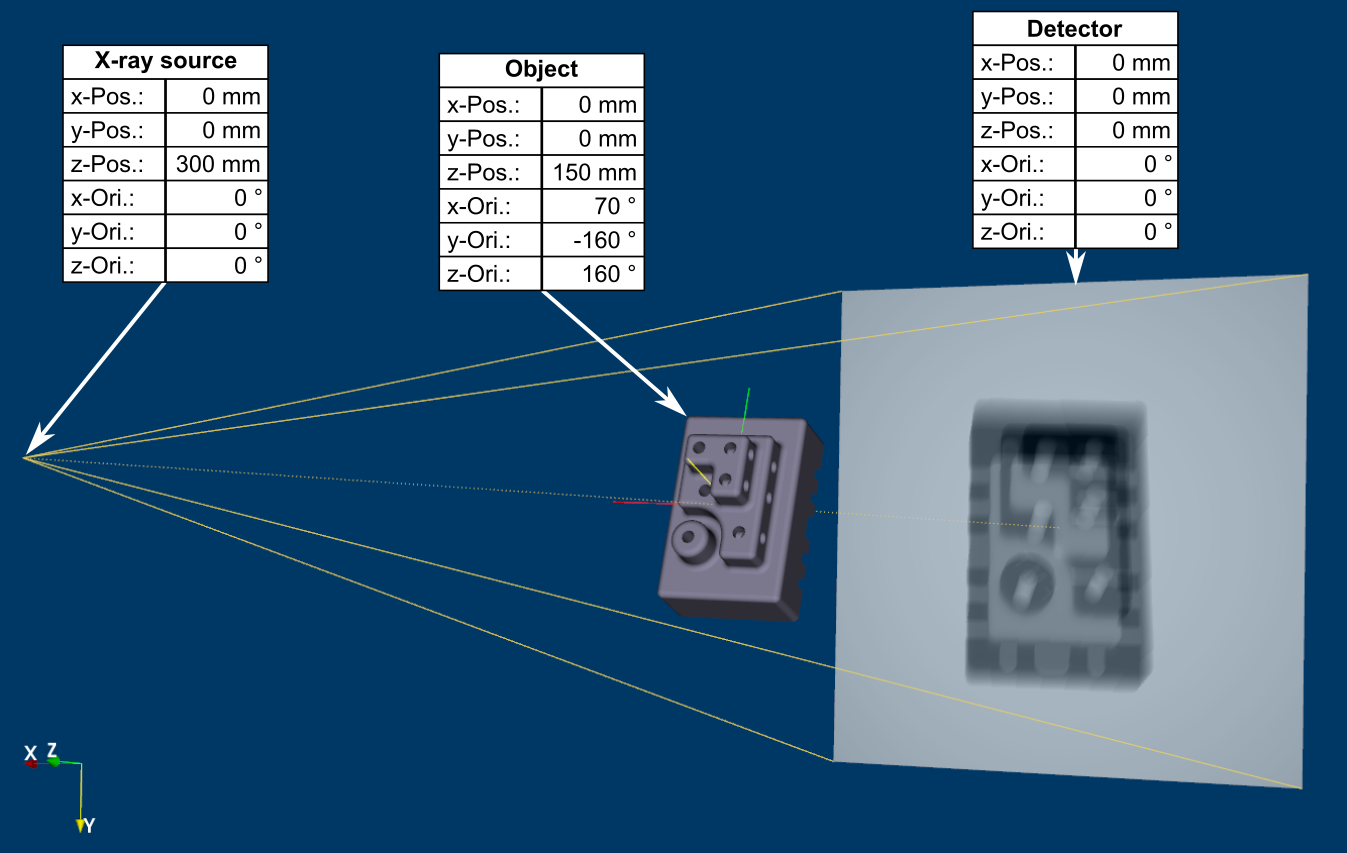 X-ray source
x-Pos.: 0 mm
y-Pos.: 0 mm
z-Pos.: 300 mm
x-Ori.: 0 °
y-Ori.: 0 °
z-Ori.: 0 °
Object
x-Pos.: 0 mm
y-Pos.: 0 mm
z-Pos.: 150 mm
x-Ori.: 70 °
y-Ori.: -160 °
z-Ori.: 160 °
Detector
x-Pos.: 0 mm
y-Pos.: 0 mm
z-Pos.: 0 mm
x-Ori.: 0 °
y-Ori.: 0 °
z-Ori.: 0 °
X Z
Y